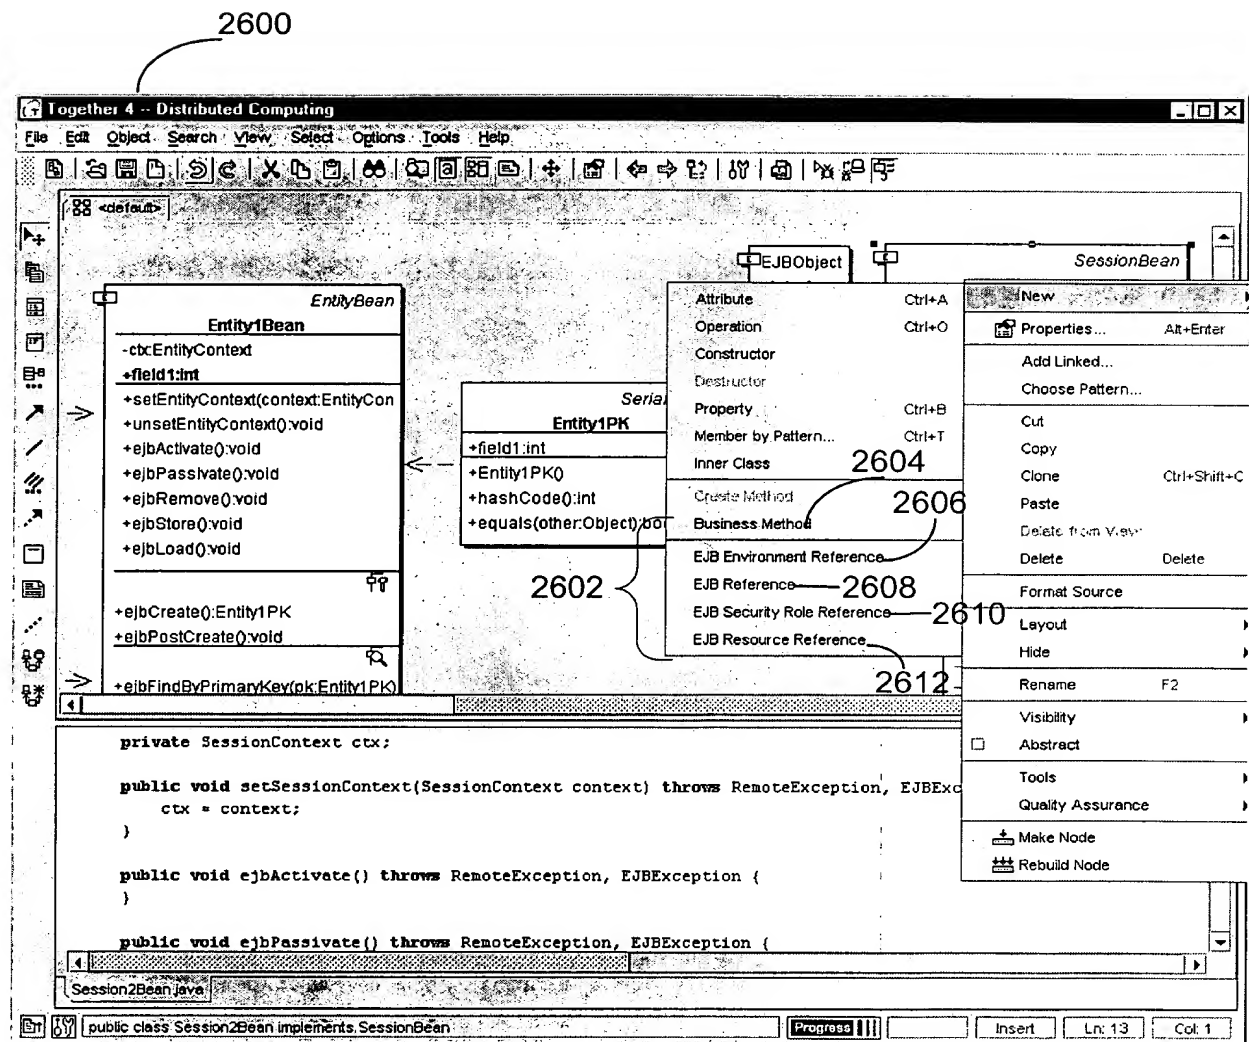 2600
Together 4 -- Distributed Computing
File Edit Object Search View Select Options Tools Help
<default>
EJBObject
SessionBean
EntityBean
Entity1Bean
-ctx:EntityContext
+field1:int
+setEntityContext(context:EntityCon
+unsetEntityContext():void
+ejbActivate():void
+ejbPassivate():void
+ejbRemove():void
+ejbStore():void
+ejbLoad():void
+ejbCreate():Entity1PK
+ejbPostCreate():void
+ejbFindByPrimaryKey(pk:Entity1PK)
Serial
Entity1PK
+field1:int
+Entity1PK()
+hashCode():int
+equals(other:Object):boo
Attribute Ctrl+A
Operation Ctrl+O
Constructor
Destructor
Property Ctrl+B
Member by Pattern... Ctrl+T
Inner Class
2604
Create Method
2606
Business Method
EJB Environment Reference
2602
EJB Reference
2608
EJB Security Role Reference
2610
EJB Resource Reference
2612
New
Properties... Alt+Enter
Add Linked...
Choose Pattern...
Cut
Copy
Clone Ctrl+Shift+C
Paste
Delete from View
Delete Delete
Format Source
Layout
Hide
Rename F2
Visibility
Abstract
Tools
Quality Assurance
Make Node
Rebuild Node
private SessionContext ctx;
public void setSessionContext(SessionContext context) throws RemoteException, EJBExc
ctx = context;
}
public void ejbActivate() throws RemoteException, EJBException {
}
public void ejbPassivate() throws RemoteException, EJBException {
Session2Bean.java
public class Session2Bean implements SessionBean
Progress
Insert
Ln: 13
Col: 1